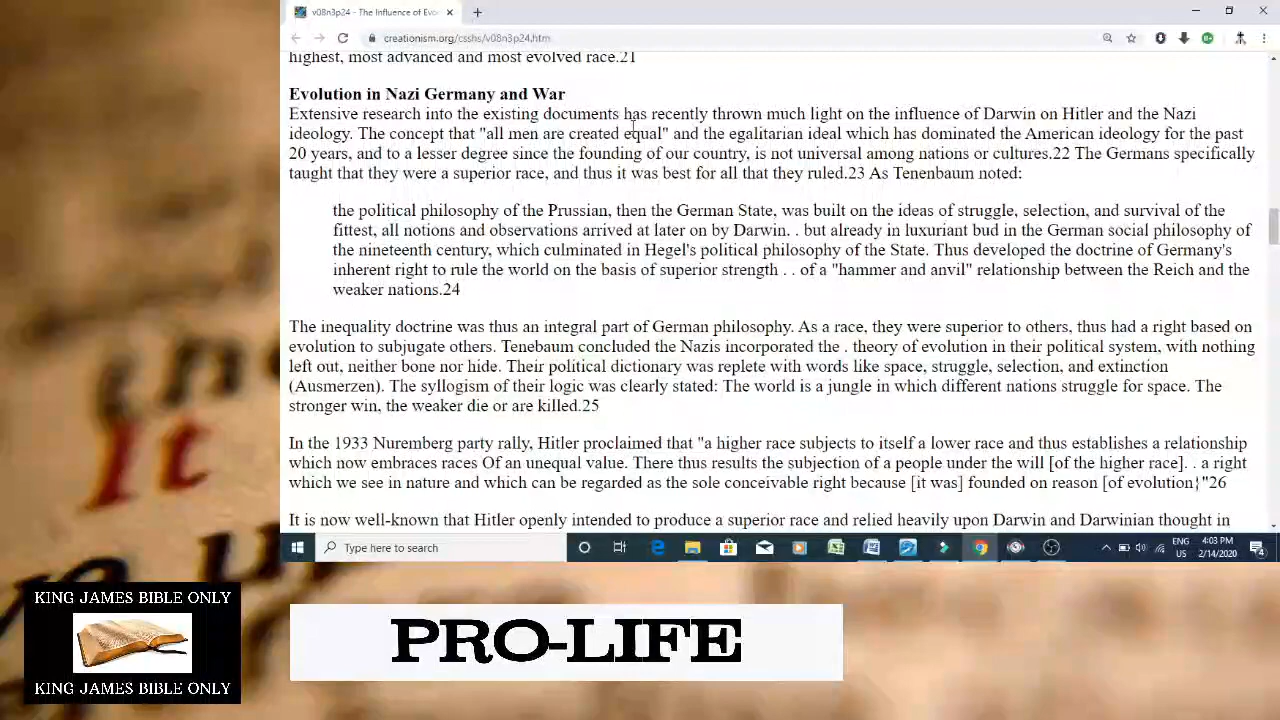 v08n3p24 - The Influence of Evo
creationism.org/csshs/v08n3p24.htm
highest, most advanced and most evolved race.21
Evolution in Nazi Germany and War
Extensive research into the existing documents has recently thrown much light on the influence of Darwin on Hitler and the Nazi
ideology. The concept that "all men are created equal" and the egalitarian ideal which has dominated the American ideology for the past
20 years, and to a lesser degree since the founding of our country, is not universal among nations or cultures.22 The Germans specifically
taught that they were a superior race, and thus it was best for all that they ruled.23 As Tenenbaum noted:
the political philosophy of the Prussian, then the German State, was built on the ideas of struggle, selection, and survival of the
fittest, all notions and observations arrived at later on by Darwin. . but already in luxuriant bud in the German social philosophy of
the nineteenth century, which culminated in Hegel's political philosophy of the State. Thus developed the doctrine of Germany's
inherent right to rule the world on the basis of superior strength . . of a "hammer and anvil" relationship between the Reich and the
weaker nations.24
The inequality doctrine was thus an integral part of German philosophy. As a race, they were superior to others, thus had a right based on
evolution to subjugate others. Tenebaum concluded the Nazis incorporated the . theory of evolution in their political system, with nothing
left out, neither bone nor hide. Their political dictionary was replete with words like space, struggle, selection, and extinction
(Ausmerzen). The syllogism of their logic was clearly stated: The world is a jungle in which different nations struggle for space. The
stronger win, the weaker die or are killed.25
In the 1933 Nuremberg party rally, Hitler proclaimed that "a higher race subjects to itself a lower race and thus establishes a relationship
which now embraces races Of an unequal value. There thus results the subjection of a people under the will [of the higher race]. . a right
which we see in nature and which can be regarded as the sole conceivable right because [it was] founded on reason [of evolution¦"26
It is now well-known that Hitler openly intended to produce a superior race and relied heavily upon Darwin and Darwinian thought in
Type here to search
ENG
US
4:03 PM
2/14/2020
It
KING JAMES BIBLE ONLY
KING JAMES BIBLE ONLY
PRO-LIFE